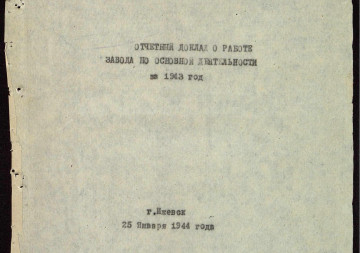 ОТЧЕТНЫЙ ДОКЛАД О РАБОТЕ
ЗАВОДА ПО ОСНОВНОЙ ДЕЯТЕЛЬНОСТИ
за 1943 год
г.Ижевск
25 Января 1944 года